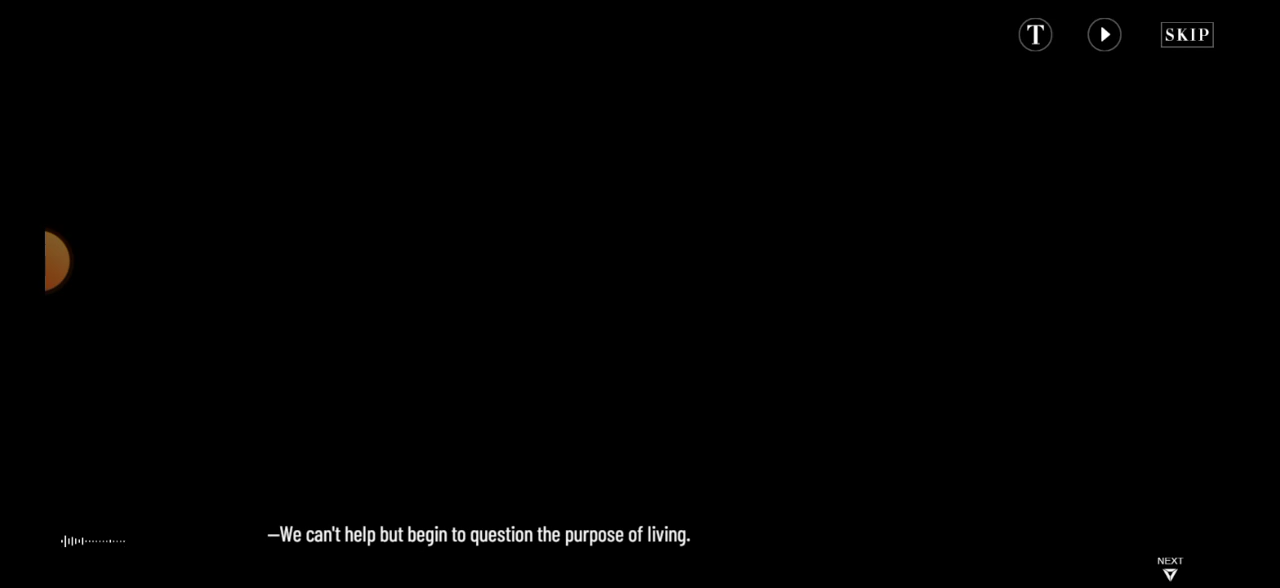 T
SKIP
—We can't help but begin to question the purpose of living.
NEXT